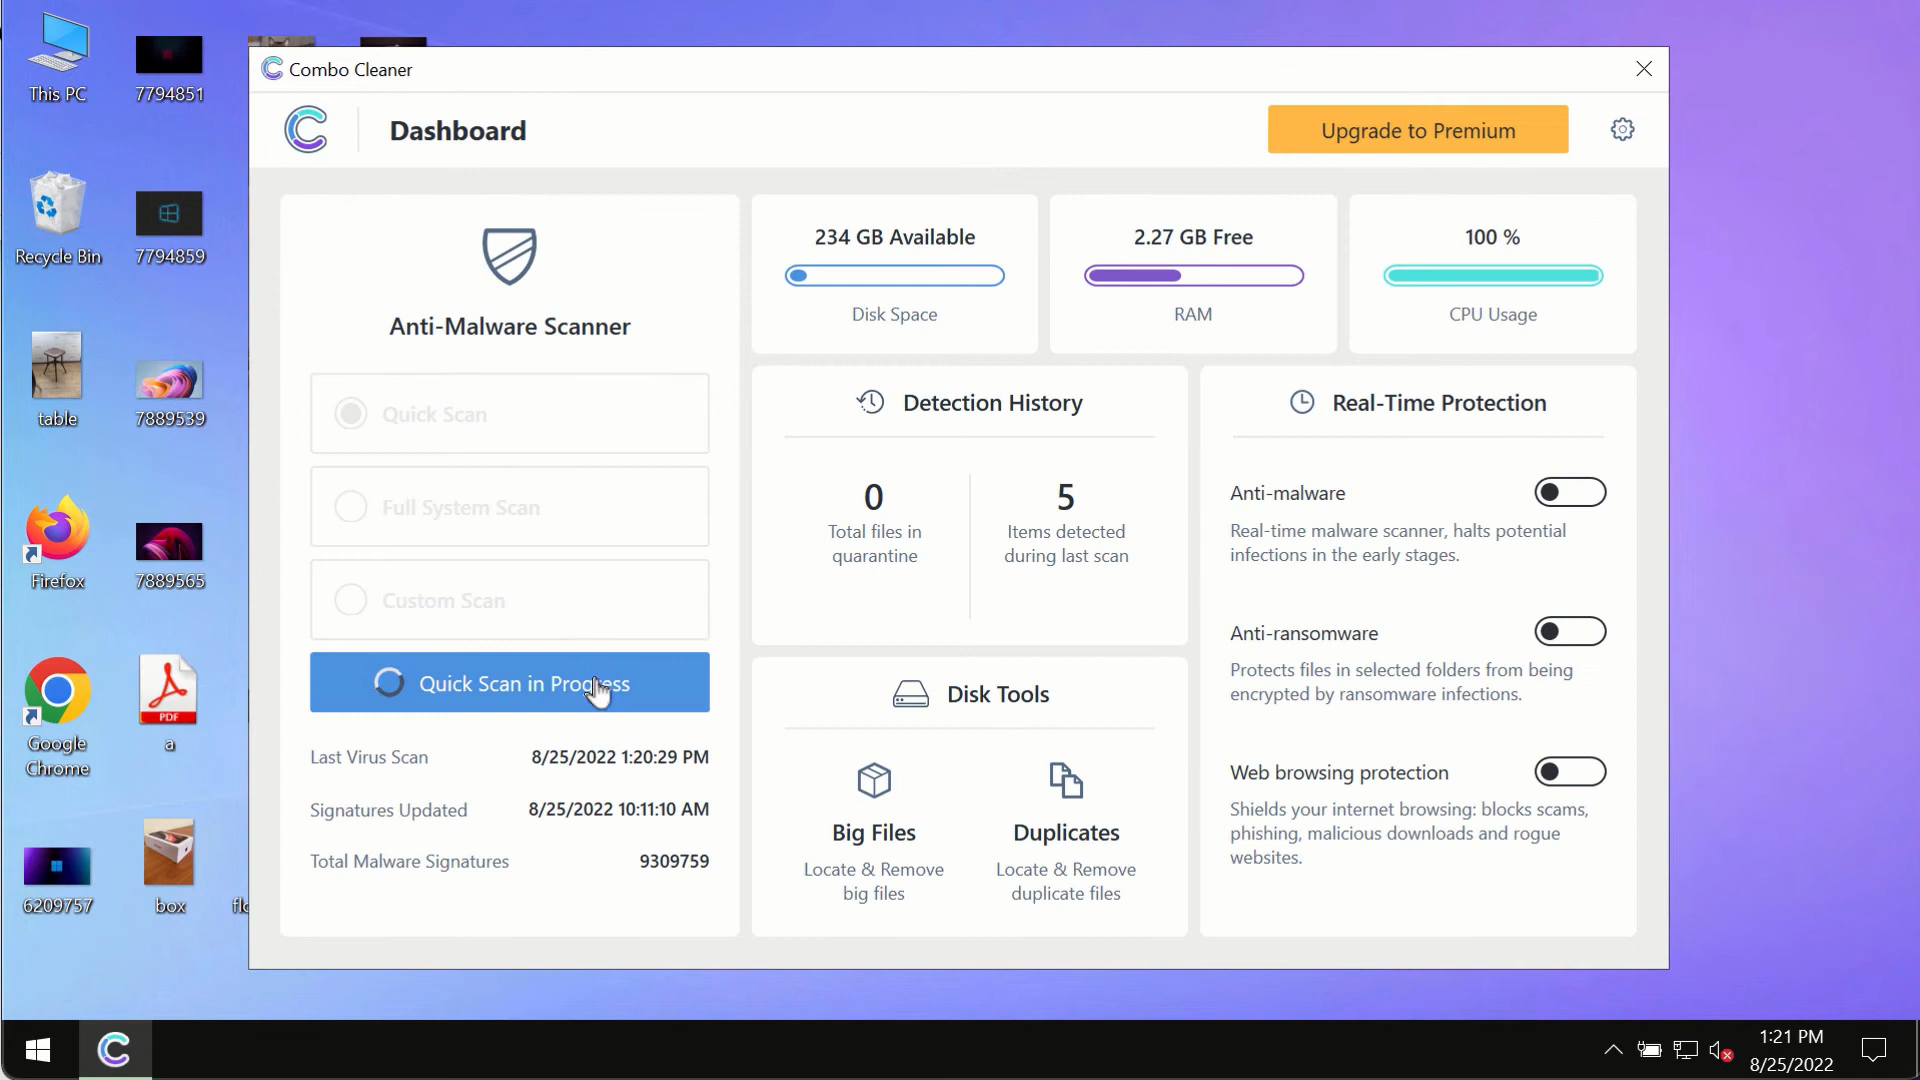 This PC
7794851
Recycle Bin
7794859
table
7889539
Firefox
7889565
Google
Chrome
PDF
a
6209757
box
Combo Cleaner
Dashboard
Upgrade to Premium
Anti-Malware Scanner
Quick Scan
Full System Scan
Custom Scan
Quick Scan in Progress
Last Virus Scan 8/25/2022 1:20:29 PM
Signatures Updated 8/25/2022 10:11:10 AM
Total Malware Signatures 9309759
234 GB Available
Disk Space
2.27 GB Free
RAM
100 %
CPU Usage
Detection History
0
Total files in
quarantine
5
Items detected
during last scan
Disk Tools
Big Files
Locate & Remove
big files
Duplicates
Locate & Remove
duplicate files
Real-Time Protection
Anti-malware
Real-time malware scanner, halts potential
infections in the early stages.
Anti-ransomware
Protects files in selected folders from being
encrypted by ransomware infections.
Web browsing protection
Shields your internet browsing: blocks scams,
phishing, malicious downloads and rogue
websites.
1:21 PM
8/25/2022